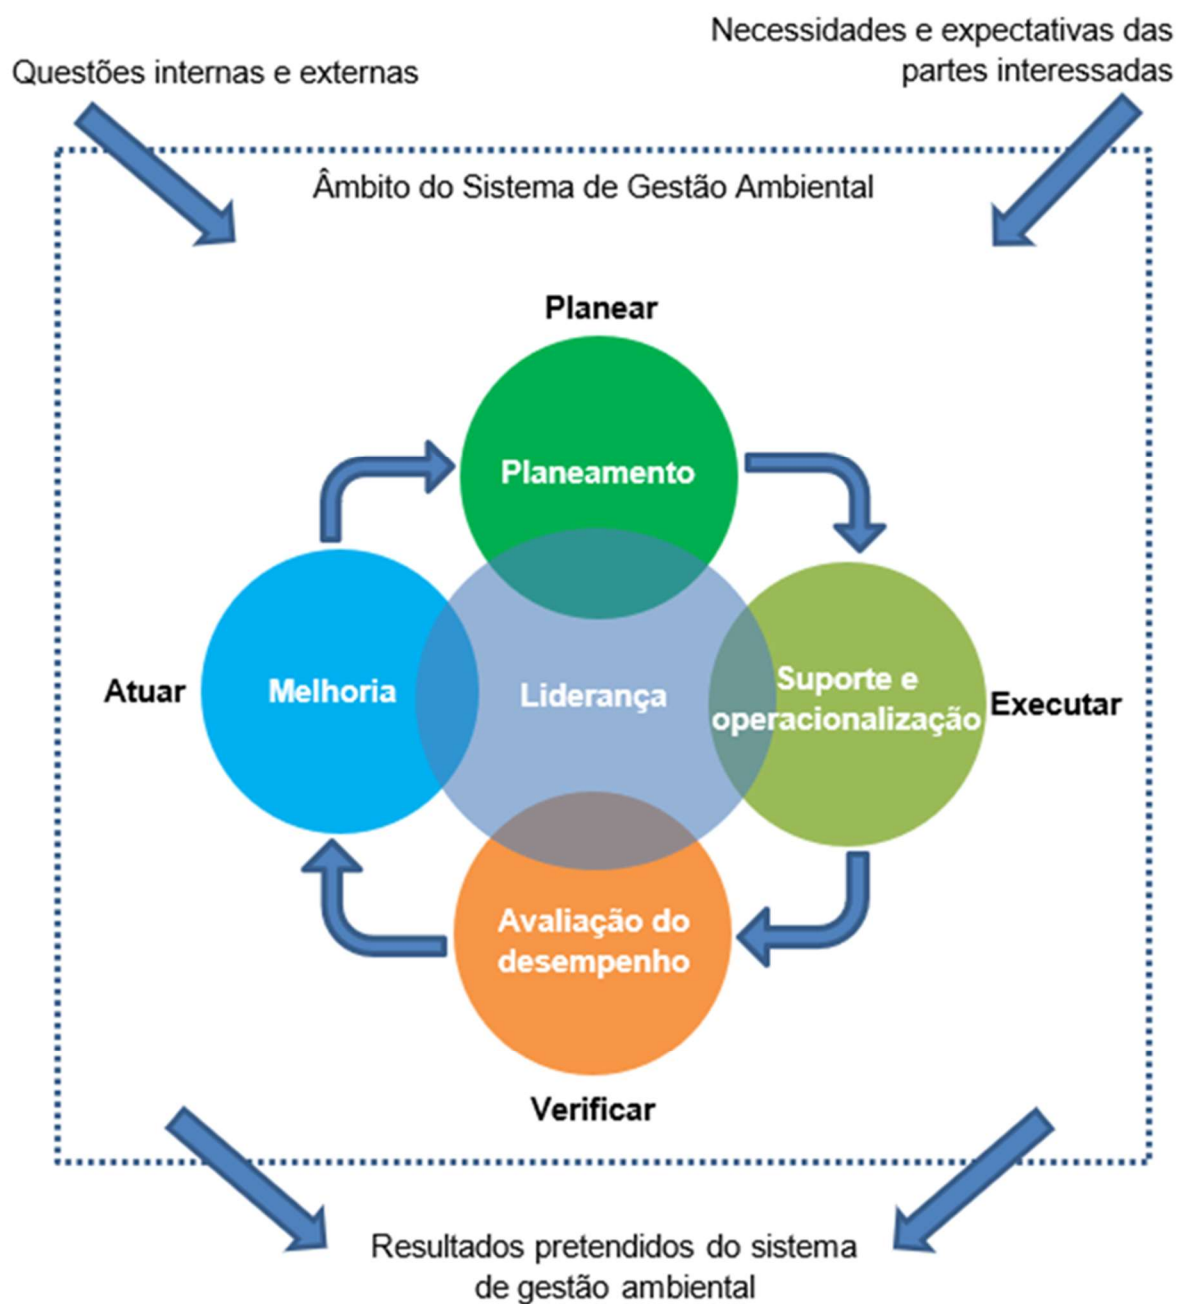 Necessidades e expectativas das
partes interessadas
Questões internas e externas
Âmbito do Sistema de Gestão Ambiental
Planear
Planeamento
Atuar
Melhoria
Liderança
Suporte e
operacionalização
Executar
Avaliação do
desempenho
Verificar
Resultados pretendidos do sistema
de gestão ambiental